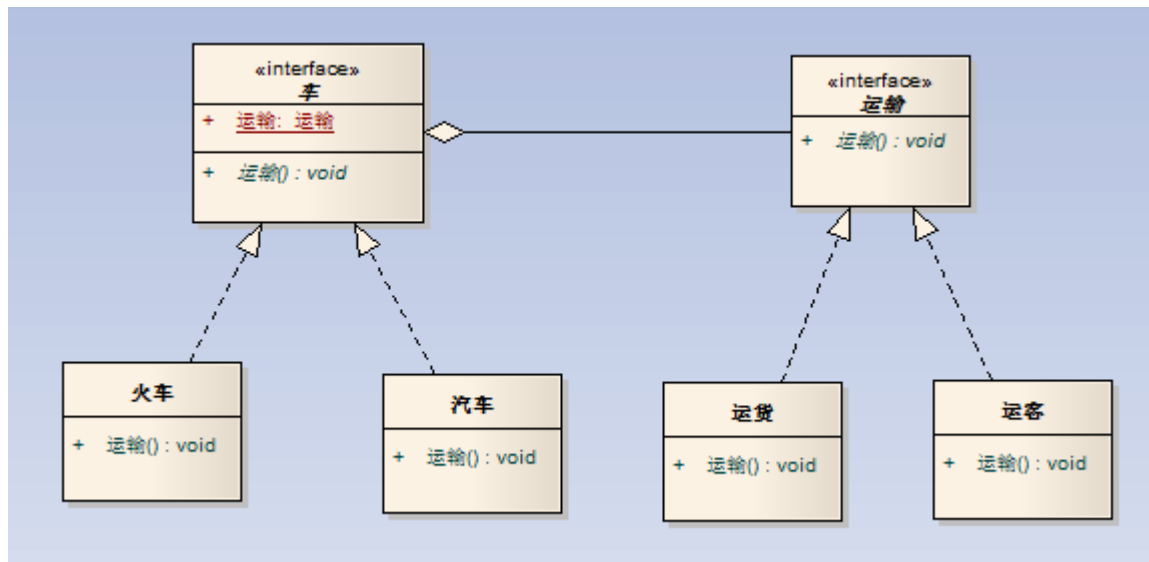 «interface»
车
+ 运输: 运输
+ 运输() : void
«interface»
运输
+ 运输() : void
火车
+ 运输() : void
汽车
+ 运输() : void
运货
+ 运输() : void
运客
+ 运输() : void